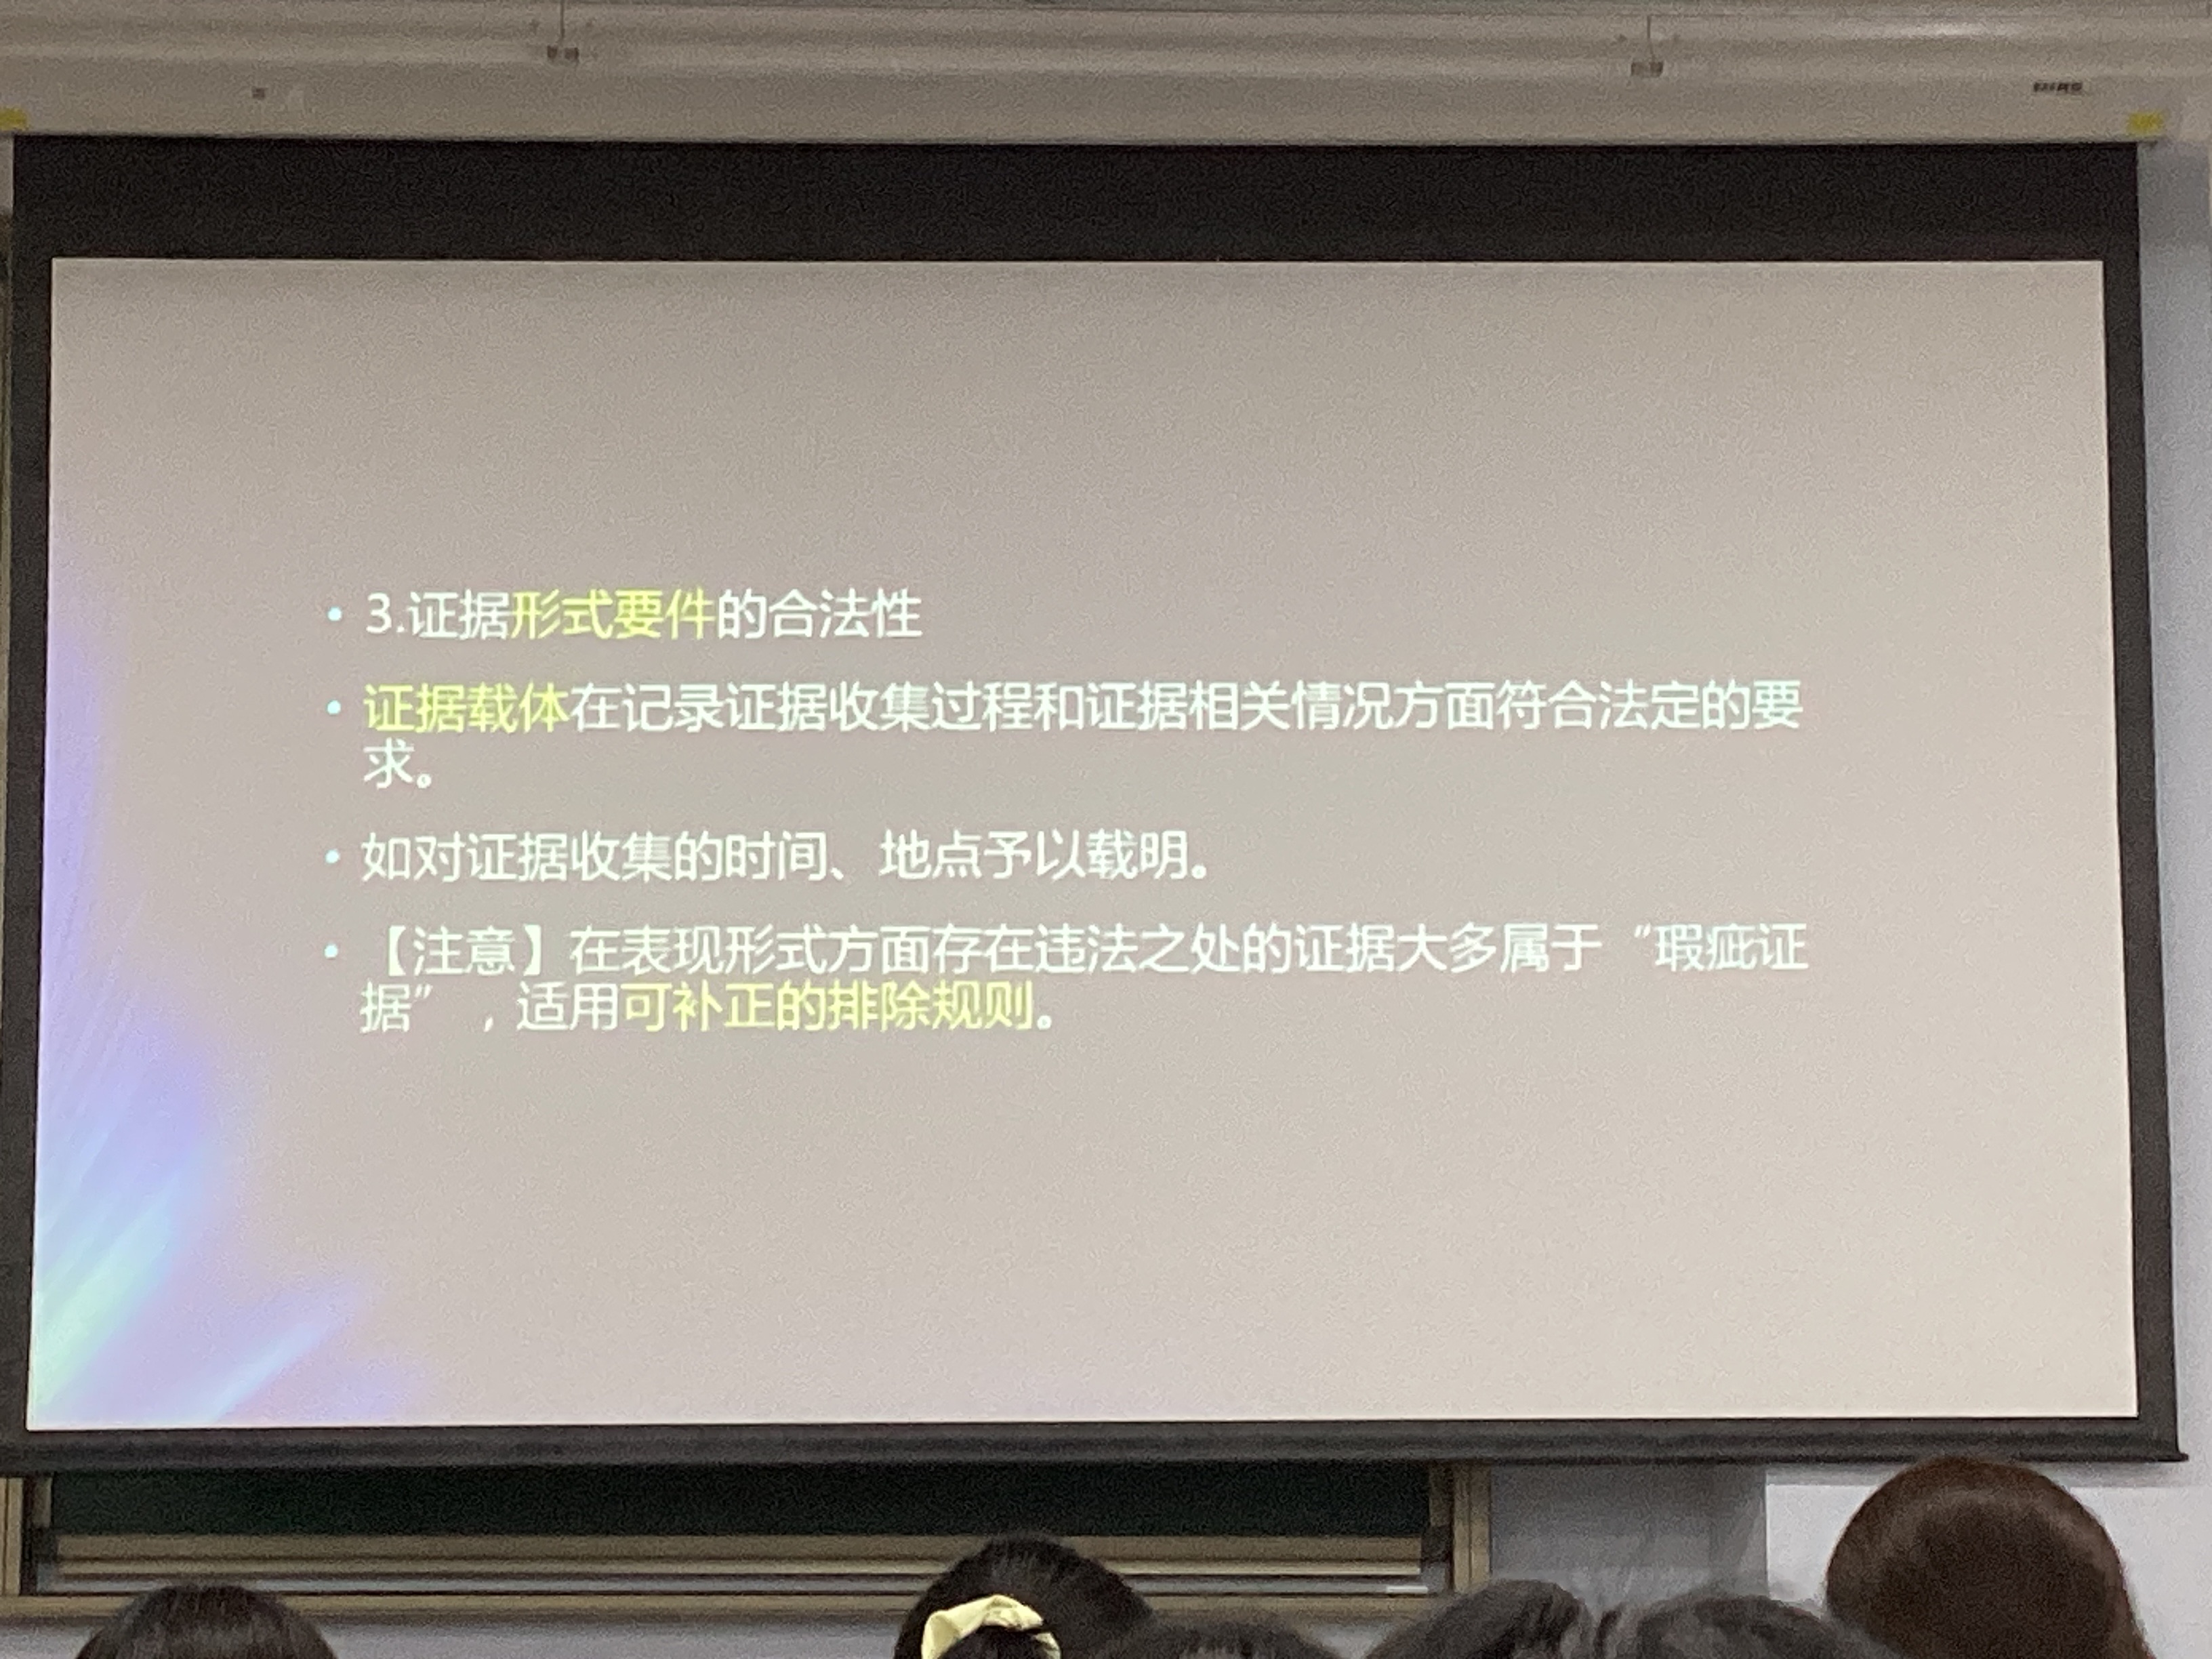 • 3.证据形式要件的合法性
• 证据载体在记录证据收集过程和证据相关情况方面符合法定的要
求。
• 如对证据收集的时间、地点予以载明。
• 【注意】在表现形式方面存在违法之处的证据大多属于“瑕疵证
据”，适用可补正的排除规则。